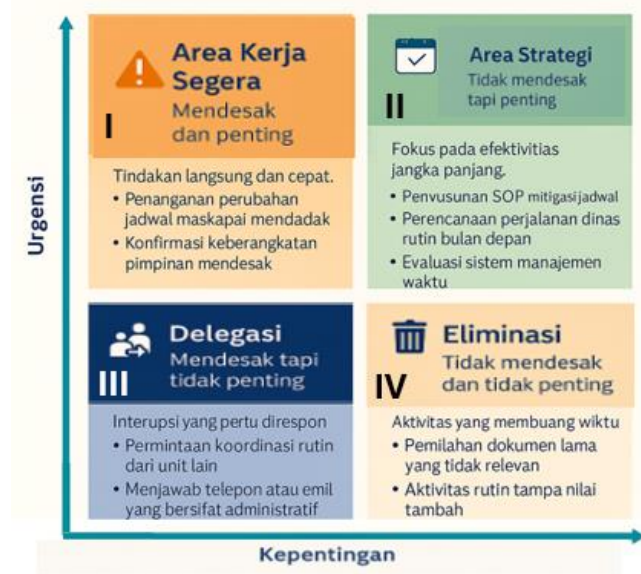 Urgensi
I
Area Kerja
Segera
Mendesak
dan penting
Tindakan langsung dan cepat.
• Penanganan perubahan
jadwal maskapai mendadak
• Konfirmasi keberangkatan
pimpinan mendesak
II
Area Strategi
Tidak mendesak
tapi penting
Fokus pada efektivitias
jangka panjang.
• Penvusunan SOP mitigasi jadwal
• Perencanaan perjalanan dinas
rutin bulan depan
• Evaluasi sistem manajemen
waktu
III
Delegasi
Mendesak tapi
tidak penting
Interupsi yang pertu direspon
• Permintaan koordinasi rutin
dari unit lain
• Menjawab telepon atau emil
yang bersifat administratif
IV
Eliminasi
Tidak mendesak
dan tidak penting
Aktivitas yang membuang wiktu
• Pemilahan dokumen lama
yang tidak relevan
• Aktivitas rutin tampa nilai
tambah
Kepentingan